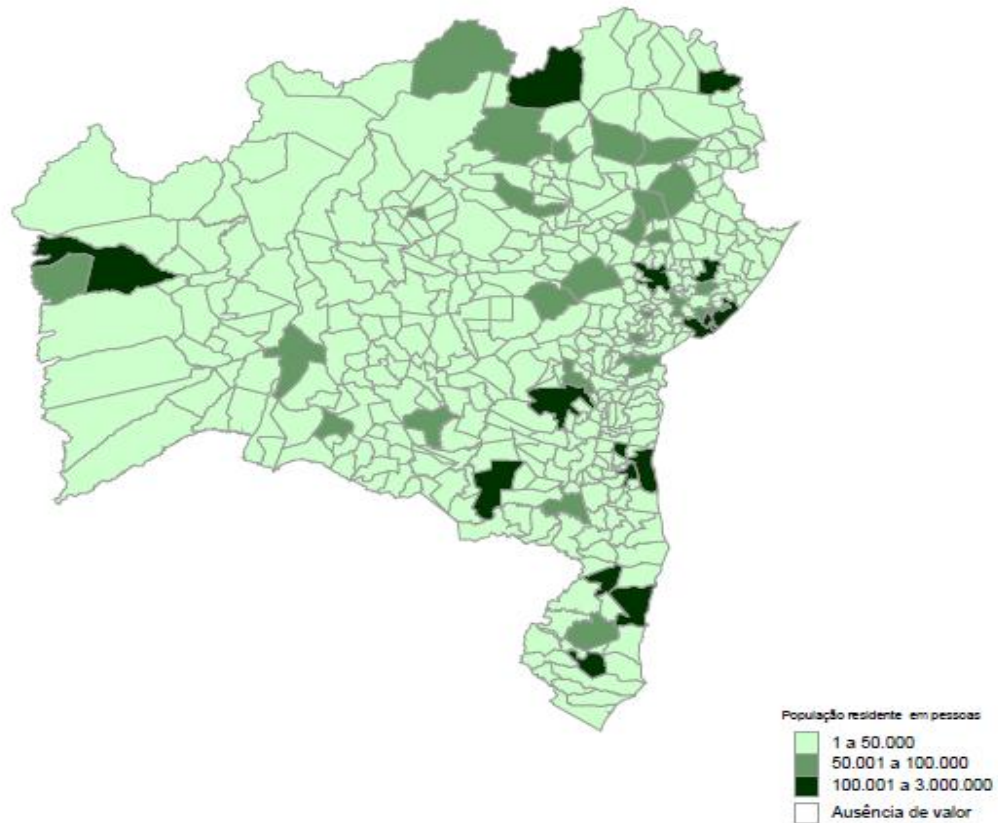 População residente em pessoas
1 a 50.000
50.001 a 100.000
100.001 a 3.000.000
Ausência de valor